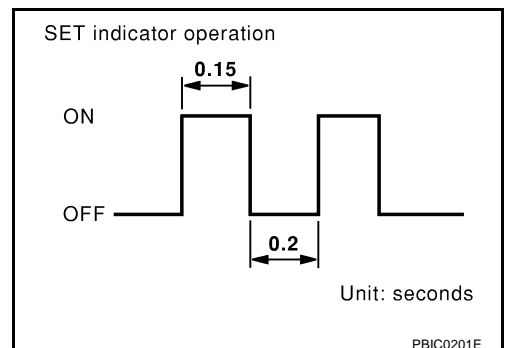 SET indicator operation
0.15
ON
OFF
0.2
Unit: seconds
PBIC0201E